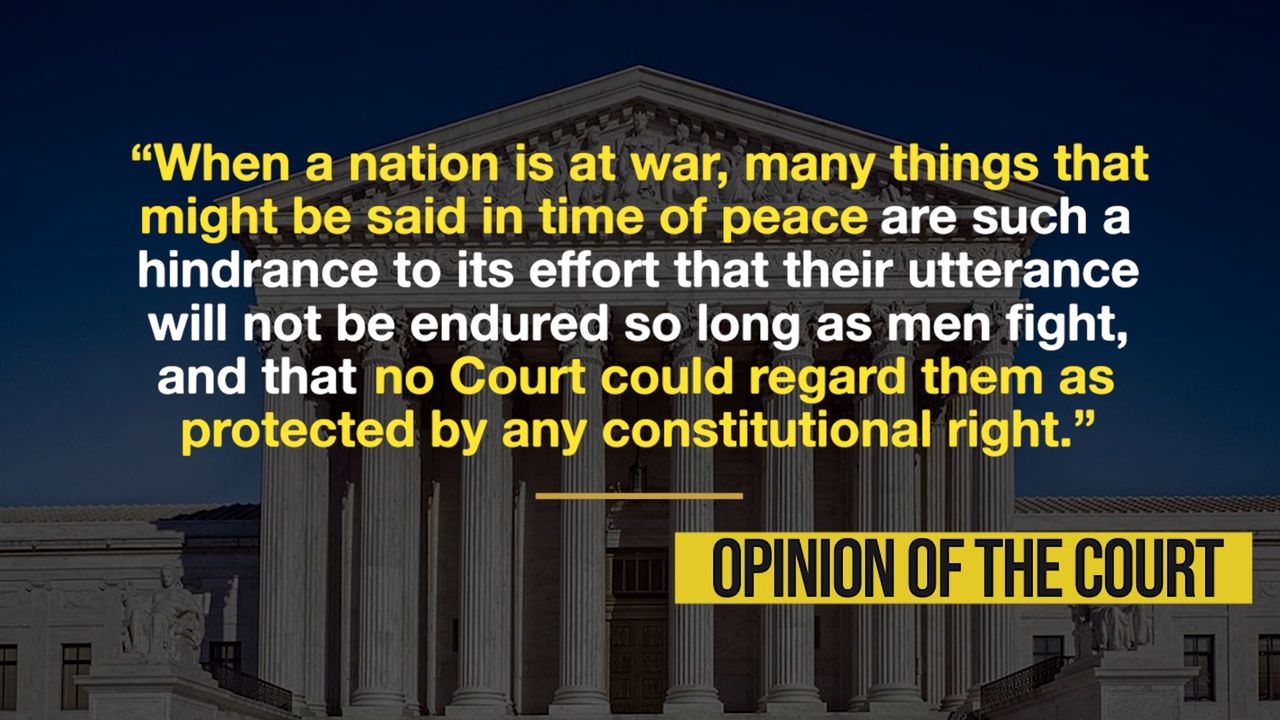 “When a nation is at war, many things that
might be said in time of peace are such a
hindrance to its effort that their utterance
will not be endured so long as men fight,
and that no Court could regard them as
protected by any constitutional right.”
OPINION OF THE COURT